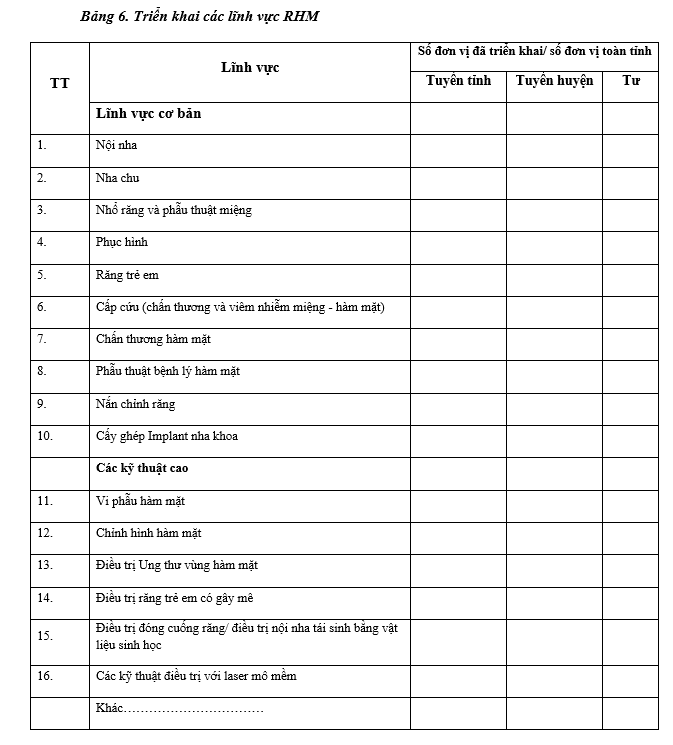 Bảng 6. Triển khai các lĩnh vực RHM
TT
Lĩnh vực
Số đơn vị đã triển khai/ số đơn vị toàn tỉnh
Tuyến tỉnh
Tuyến huyện
Tư
Lĩnh vực cơ bản
1.
Nội nha
2.
Nha chu
3.
Nhổ răng và phẫu thuật miệng
4.
Phục hình
5.
Răng trẻ em
6.
Cấp cứu (chấn thương và viêm nhiễm miệng - hàm mặt)
7.
Chấn thương hàm mặt
8.
Phẫu thuật bệnh lý hàm mặt
9.
Nắn chỉnh răng
10.
Cấy ghép Implant nha khoa
Các kỹ thuật cao
11.
Vi phẫu hàm mặt
12.
Chỉnh hình hàm mặt
13.
Điều trị Ung thư vùng hàm mặt
14.
Điều trị răng trẻ em có gây mê
15.
Điều trị đóng cuống răng/ điều trị nội nha tái sinh bằng vật
liệu sinh học
16.
Các kỹ thuật điều trị với laser mô mềm
Khác……………………………